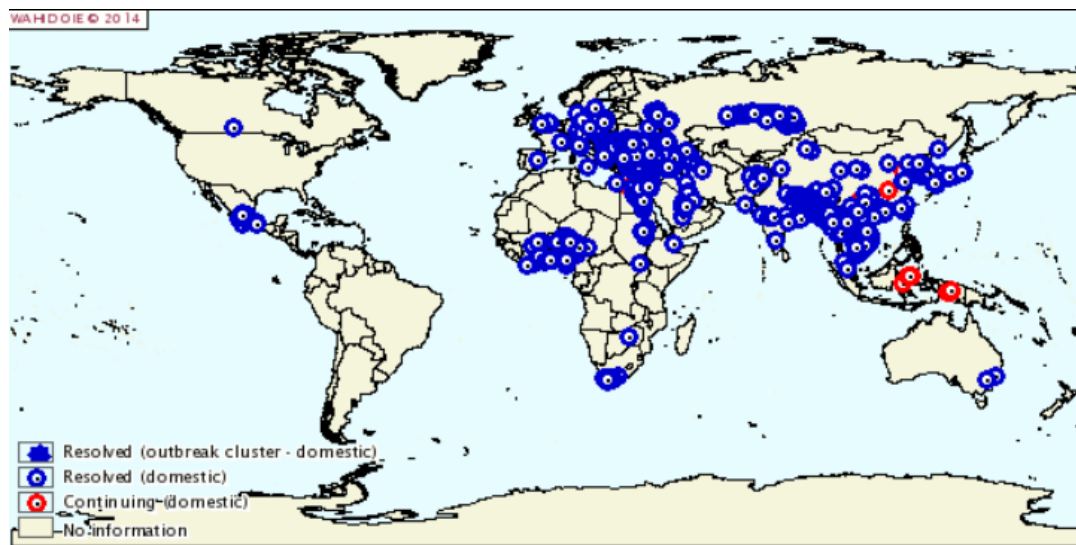 WAHID OIE © 2014
Resolved (outbreak cluster - domestic)
Resolved (domestic)
Continuing (domestic)
No information